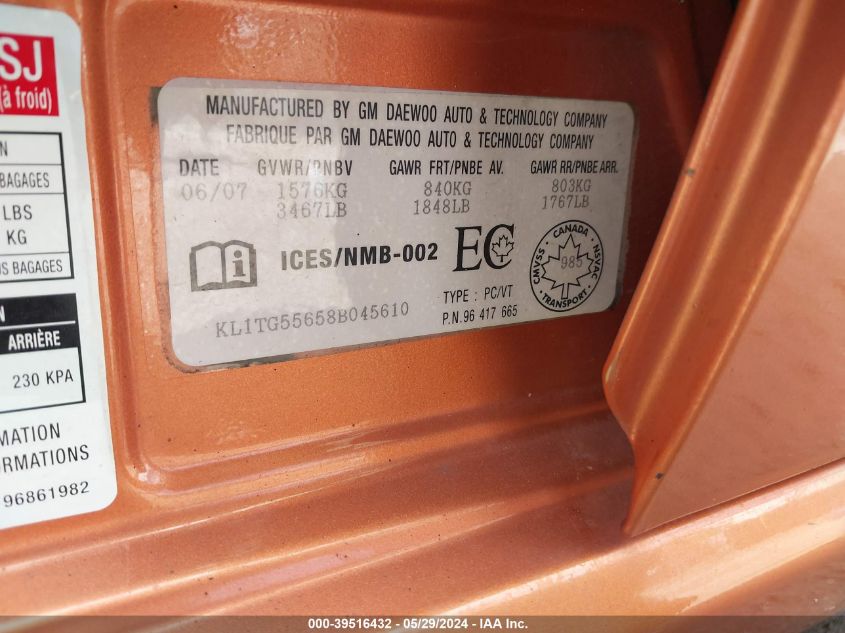 SJ
(à froid)
N
BAGAGES
LBS
KG
US BAGAGES
N
ARRIÈRE
230 KPA
MATION
ORMATIONS
96861982
MANUFACTURED BY GM DAEWOO AUTO & TECHNOLOGY COMPANY
FABRIQUE PAR GM DAEWOO AUTO & TECHNOLOGY COMPANY
DATE GVWR/PNBV GAWR FRT/PNBE AV. GAWR RR/PNBE ARR.
06/07 1576KG 840KG 803KG
3467LB 1848LB 1767LB
ICES/NMB-002 EC
CANADA
CMVSS 985 NSVAC
TRANSPORT
TYPE : PC/VT
KL1TG55658B045610
P.N. 96 417 665
000-39516432 - 05/29/2024 - IAA Inc.